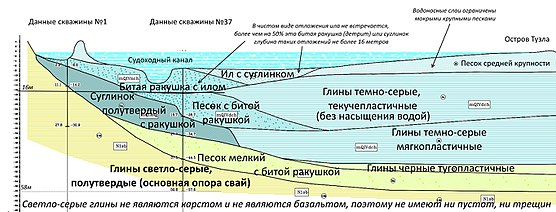 Данные скважины №1
Данные скважины №37
В чистом виде отложения ила не встречается,
более чем на 50% это битая ракушка (детрит) или суглинок
глубина таких отложений не более 16 метров
Водоносные слои ограничены
мокрыми крупными песками
Остров Тузла
Судоходный канал
Песок средней крупности
Ил с суглинком
Битая ракушка с илом
16м
Суглинок
полутвердый
с ракушкой
Песок с битой
ракушкой
Глины темно-серые,
текучепластичные
(без насыщения водой)
Глины темно-серые
мягкопластичные
Песок мелкий
с битой ракушкой
Глины черные тугопластичные
Глины светло-серые,
полутвердые (основная опора свай)
58м
Светло-серые глины не являются карстом и не являются базальтом, поэтому не имеют ни пустот, ни трещин